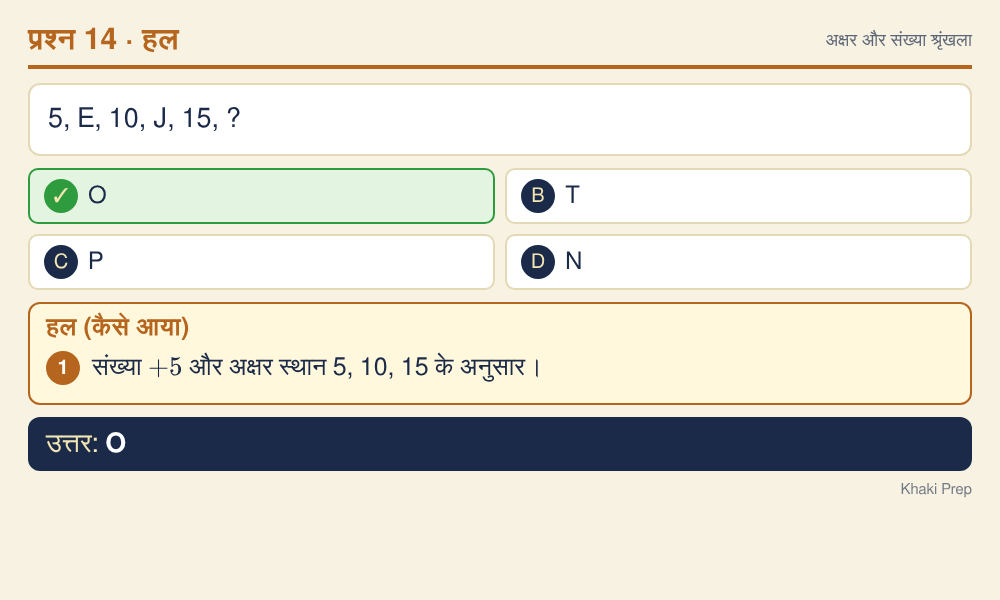 प्रश्न 14 · हल
अक्षर और संख्या श्रृंखला
5, E, 10, J, 15, ?
✓ O
B T
C P
D N
हल (कैसे आया)
1 संख्या +5 और अक्षर स्थान 5, 10, 15 के अनुसार।
उत्तर: O
Khaki Prep